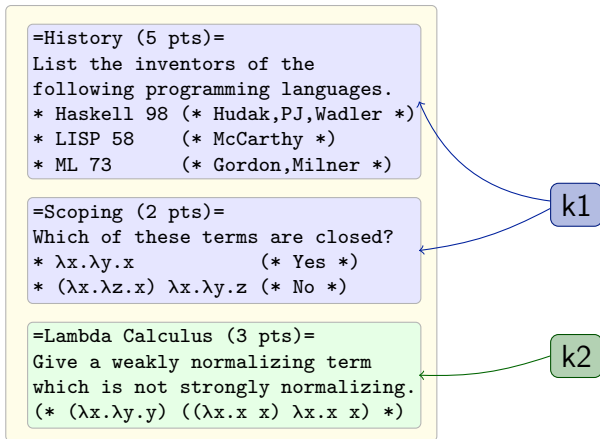 =History (5 pts)=
List the inventors of the
following programming languages.
* Haskell 98 (* Hudak,PJ,Wadler *)
* LISP 58    (* McCarthy *)
* ML 73      (* Gordon,Milner *)
=Scoping (2 pts)=
Which of these terms are closed?
* λx.λy.x           (* Yes *)
* (λx.λz.x) λx.λy.z (* No *)
=Lambda Calculus (3 pts)=
Give a weakly normalizing term
which is not strongly normalizing.
(* (λx.λy.y) ((λx.x x) λx.x x) *)
k1
k2